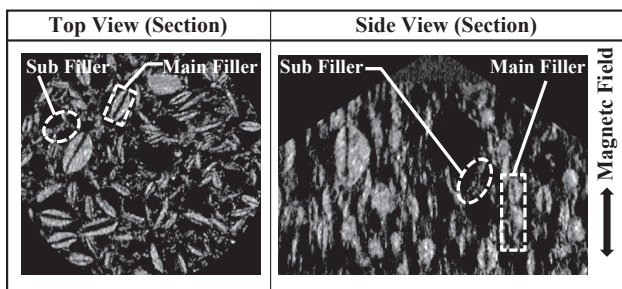 Top View (Section)
Side View (Section)
Sub Filler
Main Filler
Sub Filler
Main Filler
Magnetc Field